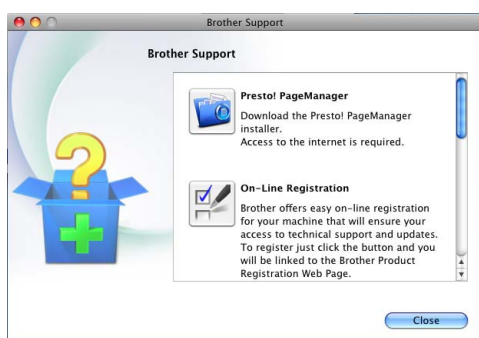 Brother Support
Brother Support
Presto! PageManager
Download the Presto! PageManager
installer.
Access to the internet is required.
On-Line Registration
Brother offers easy on-line registration
for your machine that will ensure your
access to technical support and updates.
To register just click the button and you
will be linked to the Brother Product
Registration Web Page.
Close